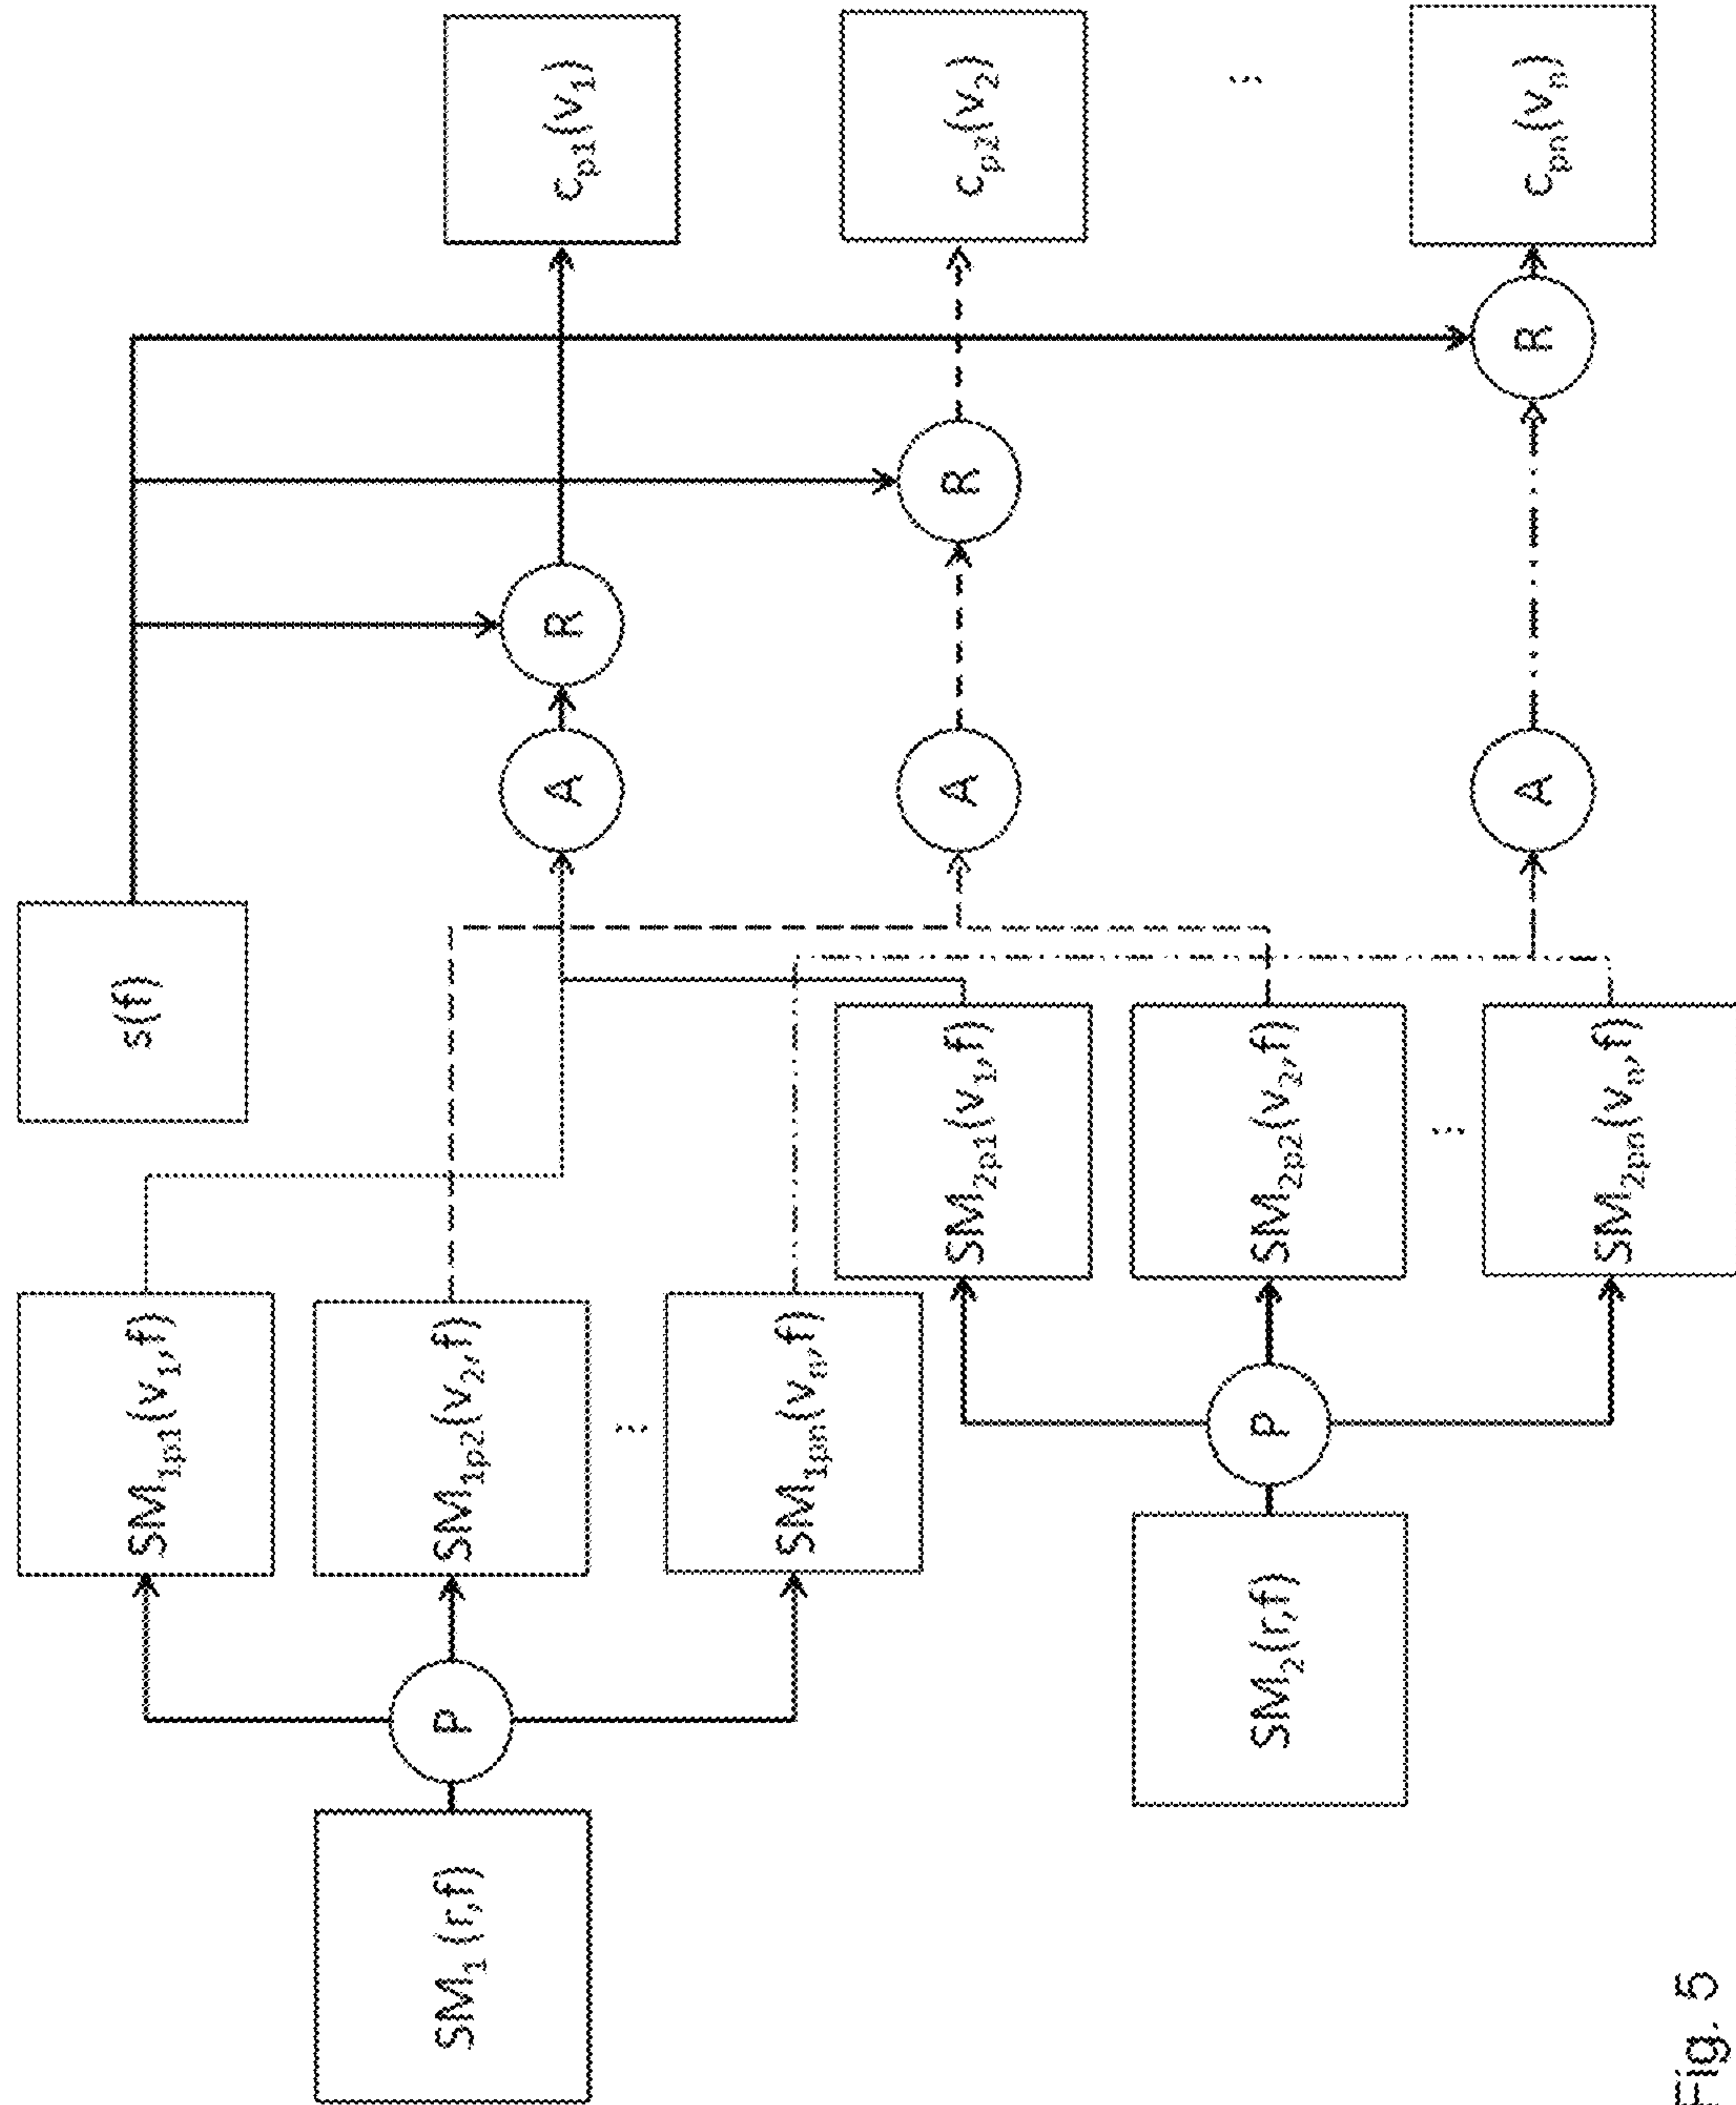 s(f)
SM₁(r,f)
P
SM₁ₚ₁(v₁,f)
SM₁ₚ₂(v₂,f)
⋮
SM₁ₚₙ(vₙ,f)
SM₂(r,f)
P
SM₂ₚ₁(v₁,f)
SM₂ₚ₂(v₂,f)
⋮
SM₂ₚₙ(vₙ,f)
A
R
cₚ₁(v₁)
A
R
cₚ₂(v₂)
⋮
A
R
cₚₙ(vₙ)
Fig. 5